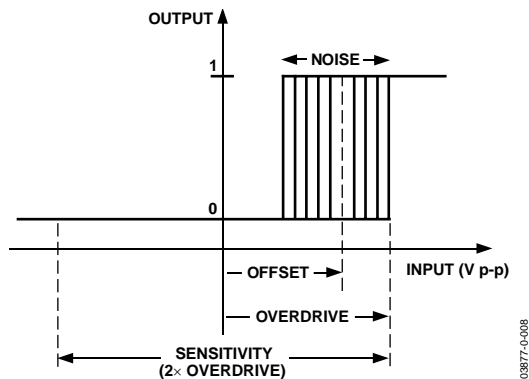 OUTPUT
NOISE
1
0
INPUT (V p-p)
OFFSET
OVERDRIVE
SENSITIVITY
(2× OVERDRIVE)
03877-0-008